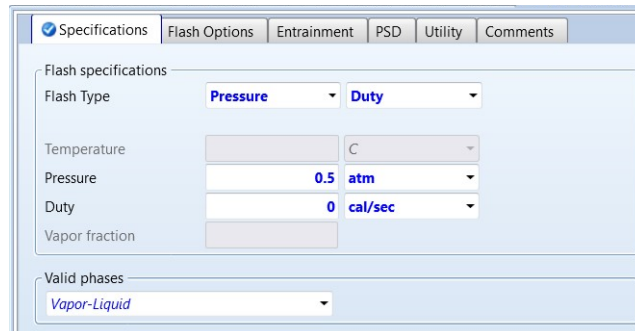 Specifications Flash Options Entrainment PSD Utility Comments
Flash specifications
Flash Type Pressure Duty
Temperature C
Pressure 0.5 atm
Duty 0 cal/sec
Vapor fraction
Valid phases
Vapor-Liquid